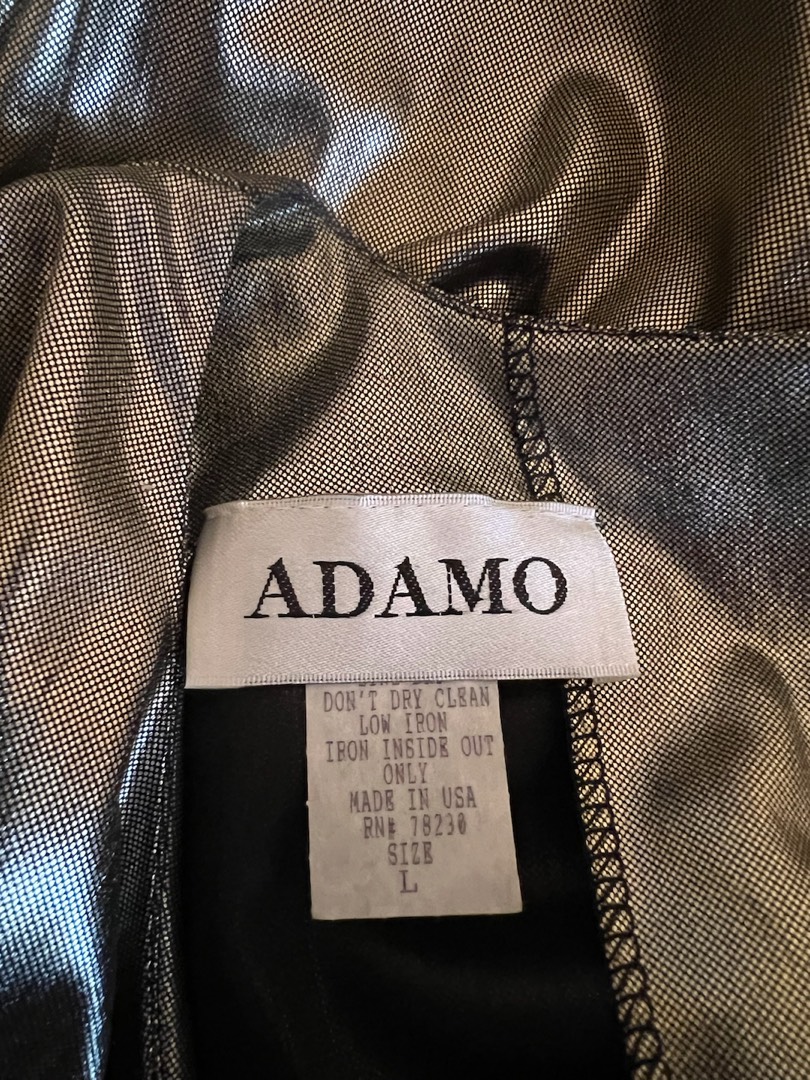 ADAMO
DON'T DRY CLEAN
LOW IRON
IRON INSIDE OUT
ONLY
MADE IN USA
RN# 78230
SIZE
L